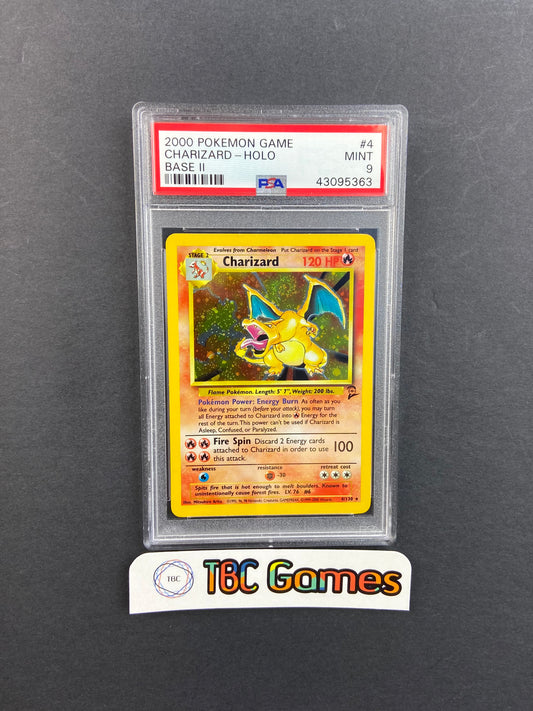 2000 POKEMON GAME #4
CHARIZARD – HOLO MINT
BASE II 9
PSA 43095363
Evolves from Charmeleon Put Charizard on the Stage 1 card
STAGE 2
Charizard 120 HP
Flame Pokémon. Length: 5' 7", Weight: 200 lbs.
Pokémon Power: Energy Burn As often as you
like during your turn (before your attack), you may turn
all Energy attached to Charizard into Energy for
the rest of the turn. This power can't be used if Charizard is
Asleep, Confused, or Paralyzed.
Fire Spin Discard 2 Energy cards
attached to Charizard in order to use 100
this attack.
weakness resistance retreat cost
-30
Spits fire that is hot enough to melt boulders. Known to
unintentionally cause forest fires. LV. 76 #6
Illus. Mitsuhiro Arita 4/130
TBC TBC Games